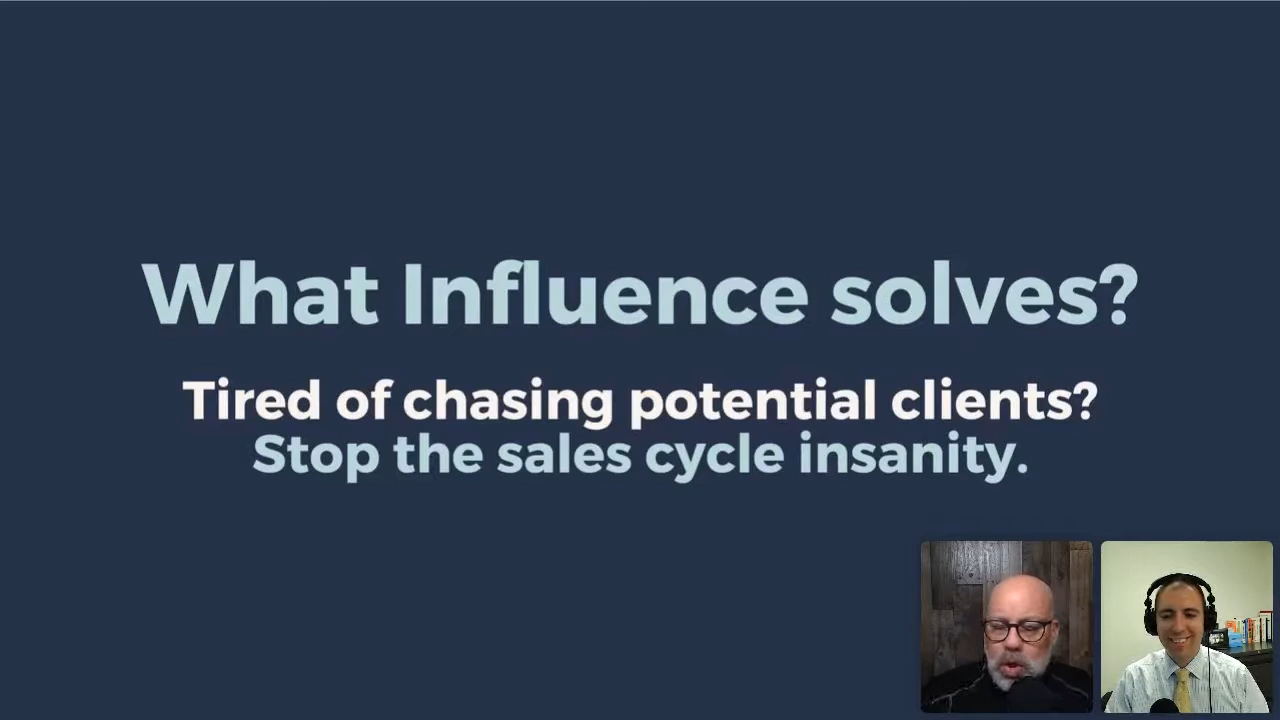 What Influence solves?
Tired of chasing potential clients?
Stop the sales cycle insanity.